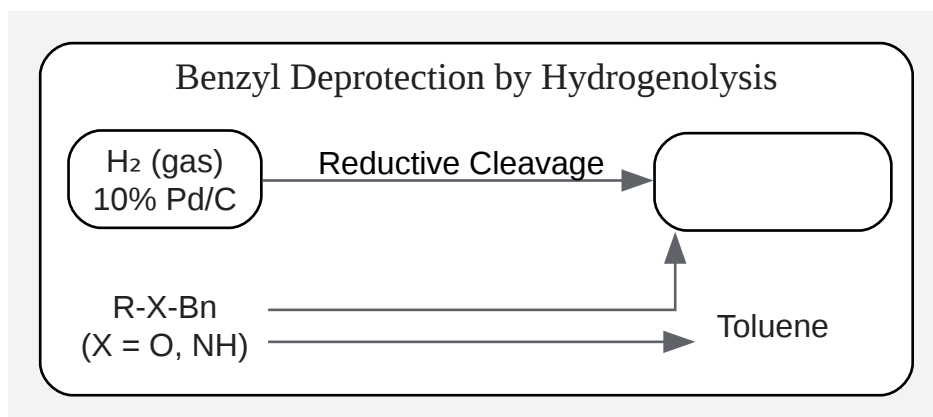 Benzyl Deprotection by Hydrogenolysis
H₂ (gas)
10% Pd/C
Reductive Cleavage
R-X-Bn
(X = O, NH)
Toluene